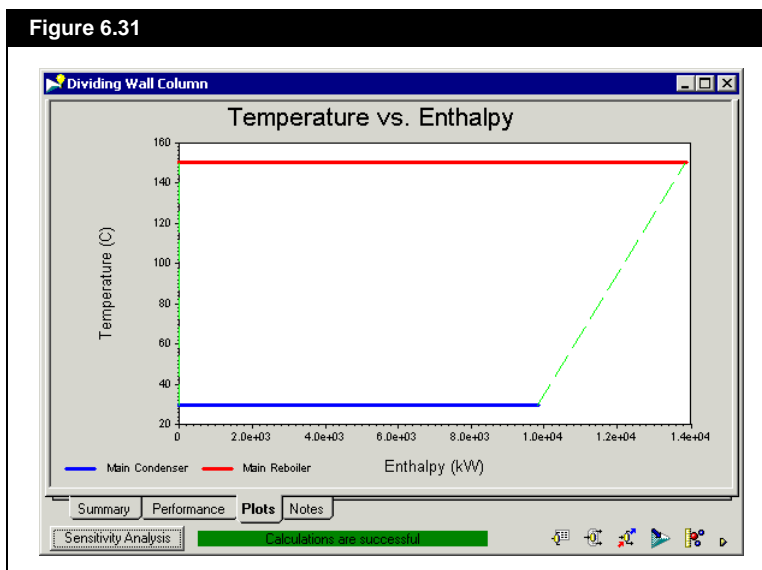 Figure 6.31
Dividing Wall Column
Temperature vs. Enthalpy
160
140
120
100
80
60
40
20
Temperature (C)
0 2.0e+03 4.0e+03 6.0e+03 8.0e+03 1.0e+04 1.2e+04 1.4e+04
Main Condenser Main Reboiler Enthalpy (kW)
Summary Performance Plots Notes
Sensitivity Analysis Calculations are successful